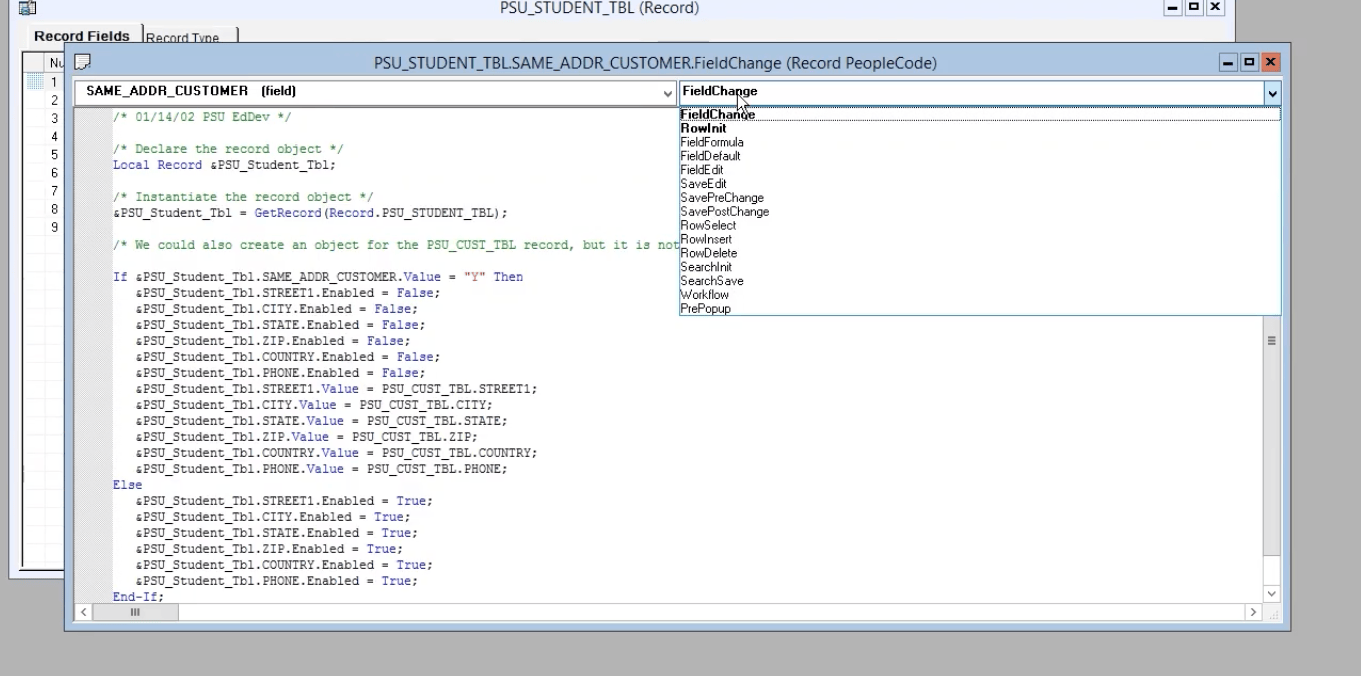 PSU_STUDENT_TBL (Record)
Record Fields Record Type
PSU_STUDENT_TBL.SAME_ADDR_CUSTOMER.FieldChange (Record PeopleCode)
Nu
1
2
3
4
5
6
7
8
9
SAME_ADDR_CUSTOMER (field)
FieldChange
/* 01/14/02 PSU EdDev */
/* Declare the record object */
Local Record &PSU_Student_Tbl;
/* Instantiate the record object */
&PSU_Student_Tbl = GetRecord(Record.PSU_STUDENT_TBL);
/* We could also create an object for the PSU_CUST_TBL record, but it is not
If &PSU_Student_Tbl.SAME_ADDR_CUSTOMER.Value = "Y" Then
&PSU_Student_Tbl.STREET1.Enabled = False;
&PSU_Student_Tbl.CITY.Enabled = False;
&PSU_Student_Tbl.STATE.Enabled = False;
&PSU_Student_Tbl.ZIP.Enabled = False;
&PSU_Student_Tbl.COUNTRY.Enabled = False;
&PSU_Student_Tbl.PHONE.Enabled = False;
&PSU_Student_Tbl.STREET1.Value = PSU_CUST_TBL.STREET1;
&PSU_Student_Tbl.CITY.Value = PSU_CUST_TBL.CITY;
&PSU_Student_Tbl.STATE.Value = PSU_CUST_TBL.STATE;
&PSU_Student_Tbl.ZIP.Value = PSU_CUST_TBL.ZIP;
&PSU_Student_Tbl.COUNTRY.Value = PSU_CUST_TBL.COUNTRY;
&PSU_Student_Tbl.PHONE.Value = PSU_CUST_TBL.PHONE;
Else
&PSU_Student_Tbl.STREET1.Enabled = True;
&PSU_Student_Tbl.CITY.Enabled = True;
&PSU_Student_Tbl.STATE.Enabled = True;
&PSU_Student_Tbl.ZIP.Enabled = True;
&PSU_Student_Tbl.COUNTRY.Enabled = True;
&PSU_Student_Tbl.PHONE.Enabled = True;
End-If;
FieldChange
RowInit
FieldFormula
FieldDefault
FieldEdit
SaveEdit
SavePreChange
SavePostChange
RowSelect
RowInsert
RowDelete
SearchInit
SearchSave
Workflow
PrePopup